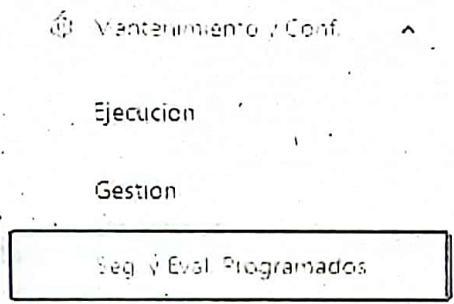 Mantenimiento y Conf.
Ejecucion
Gestion
Seg. y Eval. Programados